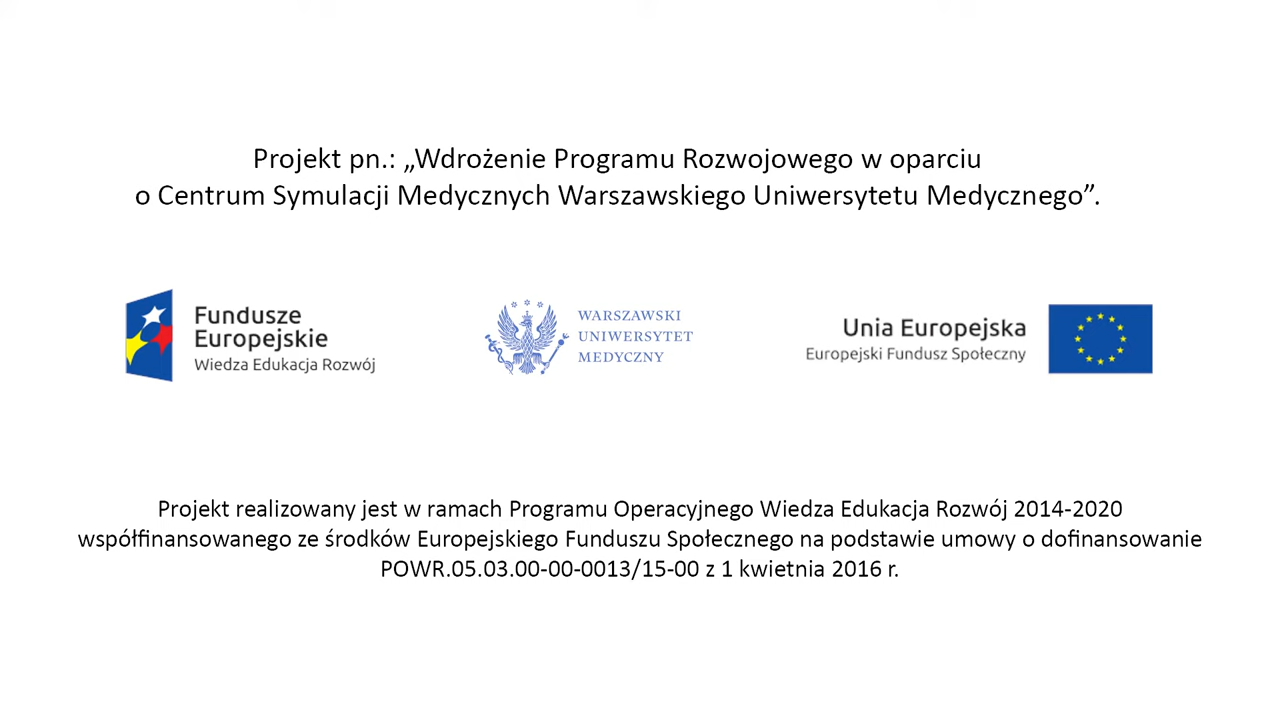 Projekt pn.: „Wdrożenie Programu Rozwojowego w oparciu
o Centrum Symulacji Medycznych Warszawskiego Uniwersytetu Medycznego”.
Fundusze
Europejskie
Wiedza Edukacja Rozwój
WARSZAWSKI
UNIWERSYTET
MEDYCZNY
Unia Europejska
Europejski Fundusz Społeczny
Projekt realizowany jest w ramach Programu Operacyjnego Wiedza Edukacja Rozwój 2014-2020
współfinansowanego ze środków Europejskiego Funduszu Społecznego na podstawie umowy o dofinansowanie
POWR.05.03.00-00-0013/15-00 z 1 kwietnia 2016 r.